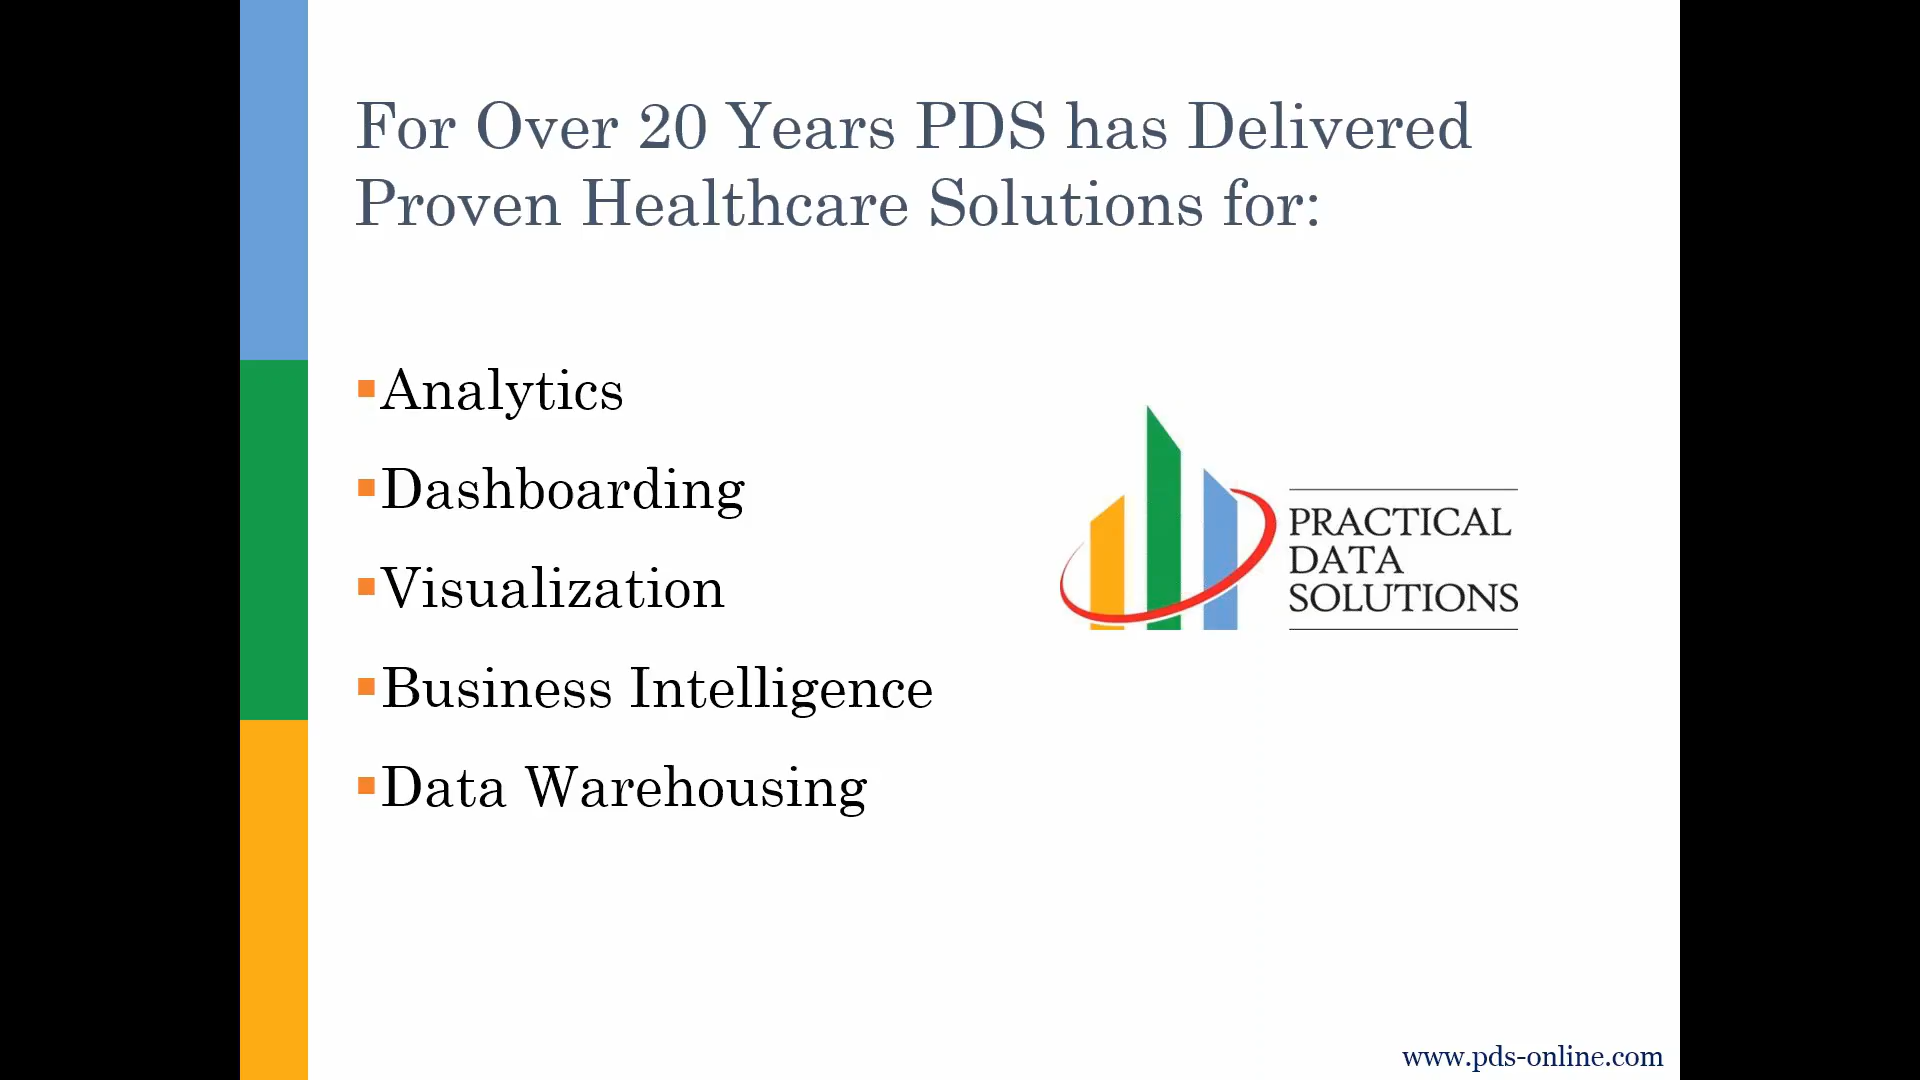 For Over 20 Years PDS has Delivered
Proven Healthcare Solutions for:
Analytics
Dashboarding
Visualization
Business Intelligence
Data Warehousing
PRACTICAL
DATA
SOLUTIONS
www.pds-online.com